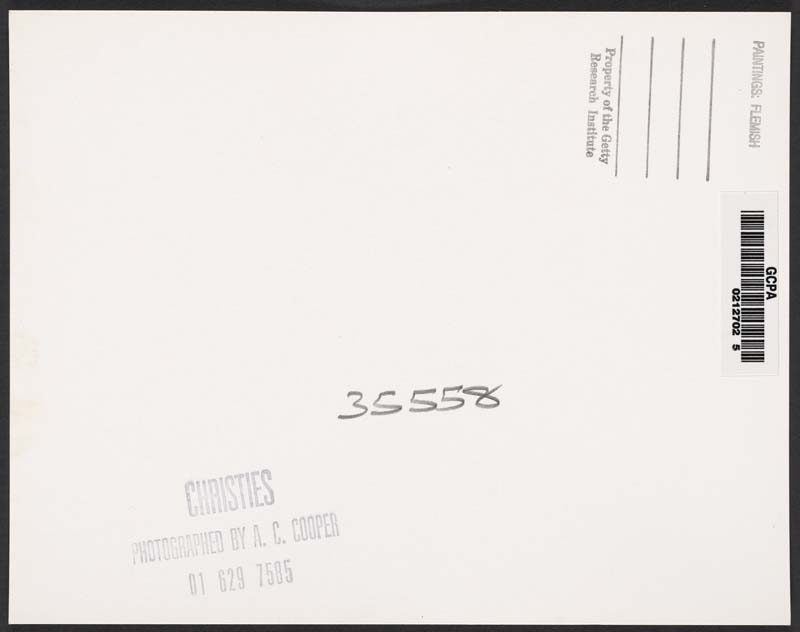 PAINTINGS: FLEMISH
Property of the Getty
Research Institute
GCPA
0212702 5
35558
CHRISTIES
PHOTOGRAPHED BY A. C. COOPER
01 629 7585